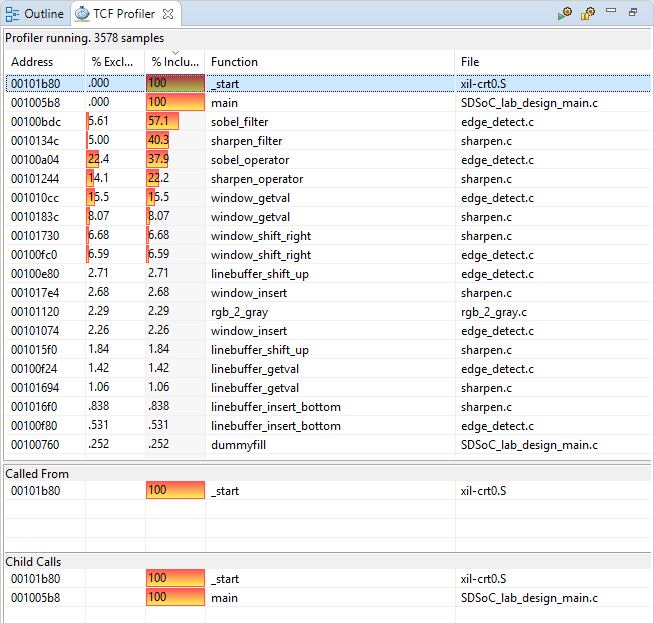 Outline TCF Profiler
Profiler running. 3578 samples
Address % Excl... % Inclu... Function File
00101b80 .000 100 _start xil-crt0.S
001005b8 .000 100 main SDSoC_lab_design_main.c
00100bdc 5.61 57.1 sobel_filter edge_detect.c
0010134c 5.00 40.3 sharpen_filter sharpen.c
00100a04 22.4 37.9 sobel_operator edge_detect.c
00101244 14.1 22.2 sharpen_operator sharpen.c
001010cc 15.5 15.5 window_getval edge_detect.c
0010183c 8.07 8.07 window_getval sharpen.c
00101730 6.68 6.68 window_shift_right sharpen.c
00100fc0 6.59 6.59 window_shift_right edge_detect.c
00100e80 2.71 2.71 linebuffer_shift_up edge_detect.c
001017e4 2.68 2.68 window_insert sharpen.c
00101120 2.29 2.29 rgb_2_gray rgb_2_gray.c
00101074 2.26 2.26 window_insert edge_detect.c
001015f0 1.84 1.84 linebuffer_shift_up sharpen.c
00100f24 1.42 1.42 linebuffer_getval edge_detect.c
00101694 1.06 1.06 linebuffer_getval sharpen.c
001016f0 .838 .838 linebuffer_insert_bottom sharpen.c
00100f80 .531 .531 linebuffer_insert_bottom edge_detect.c
00100760 .252 .252 dummyfill SDSoC_lab_design_main.c
Called From
00101b80 100 _start xil-crt0.S
Child Calls
00101b80 100 _start xil-crt0.S
001005b8 100 main SDSoC_lab_design_main.c